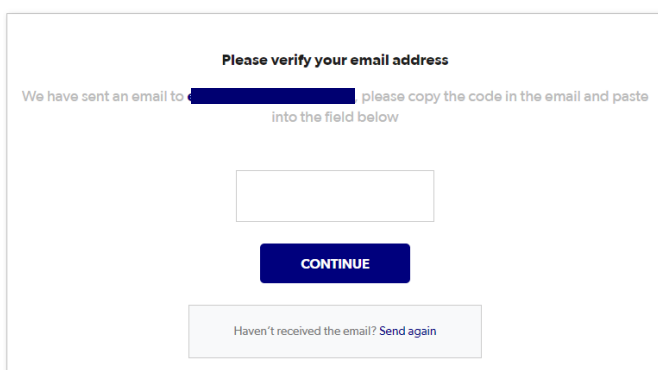 Please verify your email address
We have sent an email to , please copy the code in the email and paste
into the field below
CONTINUE
Haven't received the email? Send again